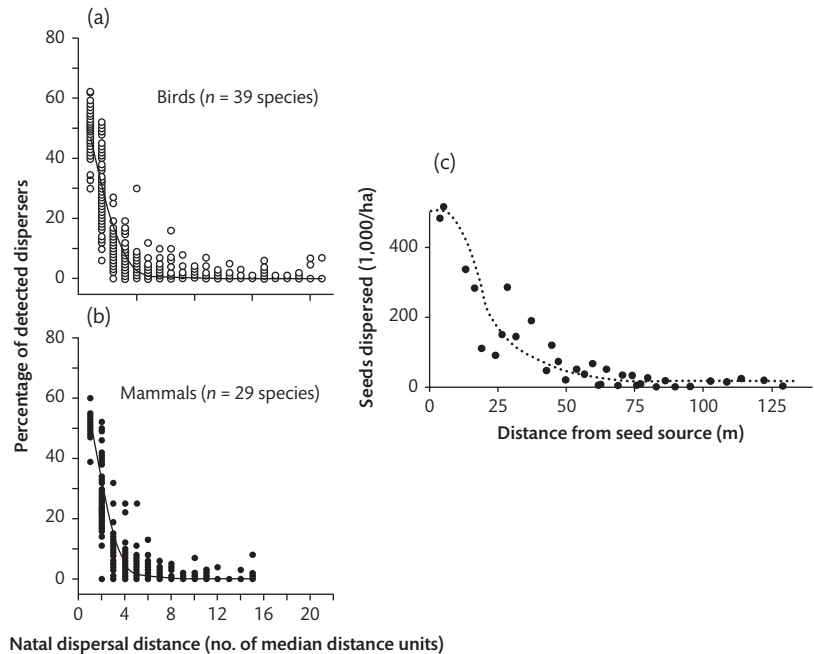 (a)
80
60
40
20
0
Birds (n = 39 species)
(b)
80
60
40
20
0
Mammals (n = 29 species)
0 4 8 12 16 20
Percentage of detected dispersers
Natal dispersal distance (no. of median distance units)
(c)
400
200
0
0 25 50 75 100 125
Seeds dispersed (1,000/ha)
Distance from seed source (m)